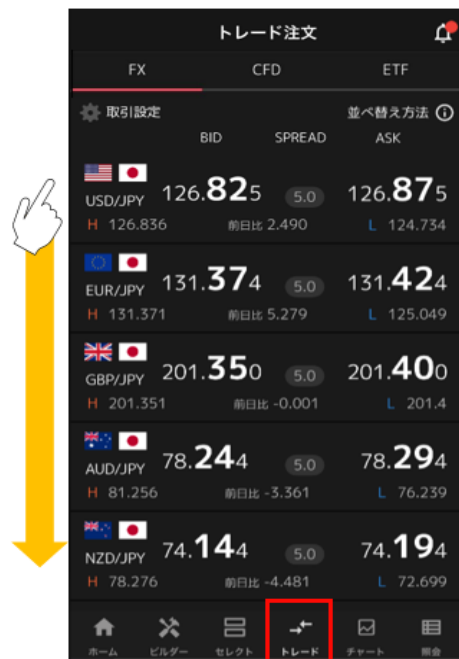 トレード注文
FX CFD ETF
取引設定 並べ替え方法
BID SPREAD ASK
USD/JPY 126.825 5.0 126.875
H 126.836 前日比 2.490 L 124.734
EUR/JPY 131.374 5.0 131.424
H 131.371 前日比 5.279 L 125.049
GBP/JPY 201.350 5.0 201.400
H 201.351 前日比 -0.001 L 201.4
AUD/JPY 78.244 5.0 78.294
H 81.256 前日比 -3.361 L 76.239
NZD/JPY 74.144 5.0 74.194
H 78.276 前日比 -4.481 L 72.699
ホーム ビルダー セレクト トレード チャート 照会